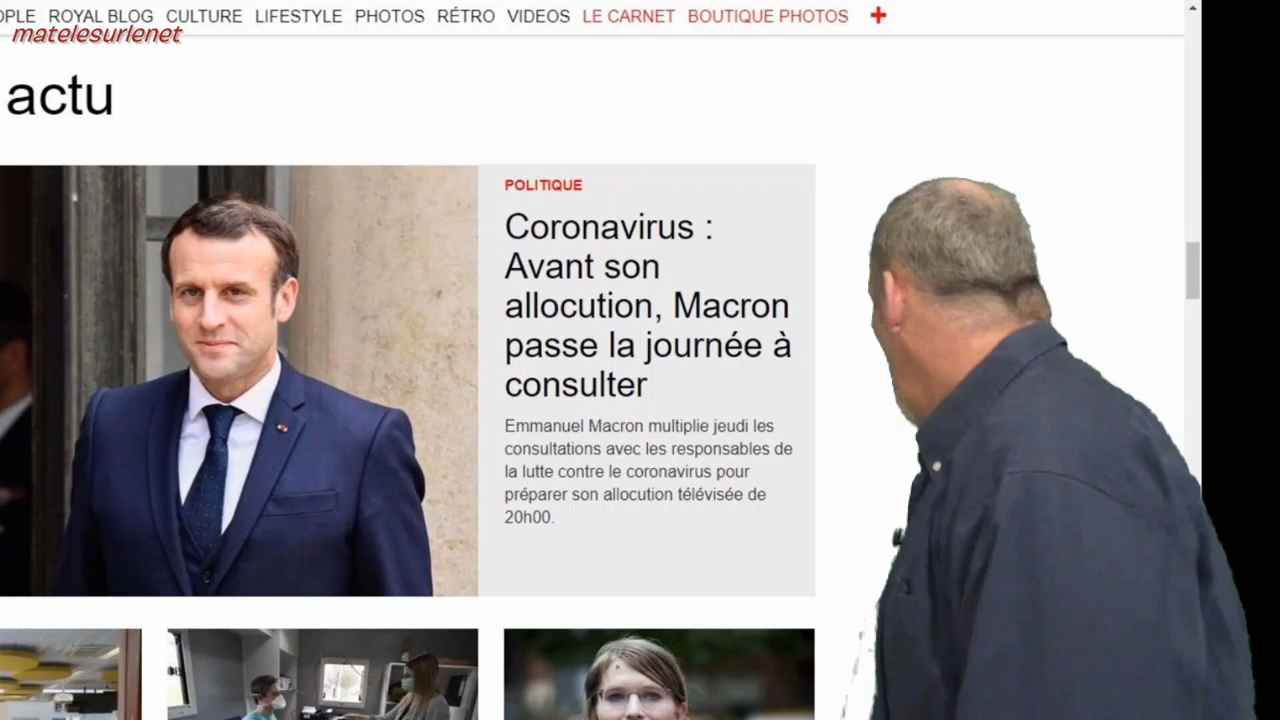 OPLE ROYAL BLOG CULTURE LIFESTYLE PHOTOS RÉTRO VIDEOS LE CARNET BOUTIQUE PHOTOS +
matelesurlenet
actu
POLITIQUE
Coronavirus :
Avant son
allocution, Macron
passe la journée à
consulter
Emmanuel Macron multiplie jeudi les
consultations avec les responsables de
la lutte contre le coronavirus pour
préparer son allocution télévisée de
20h00.